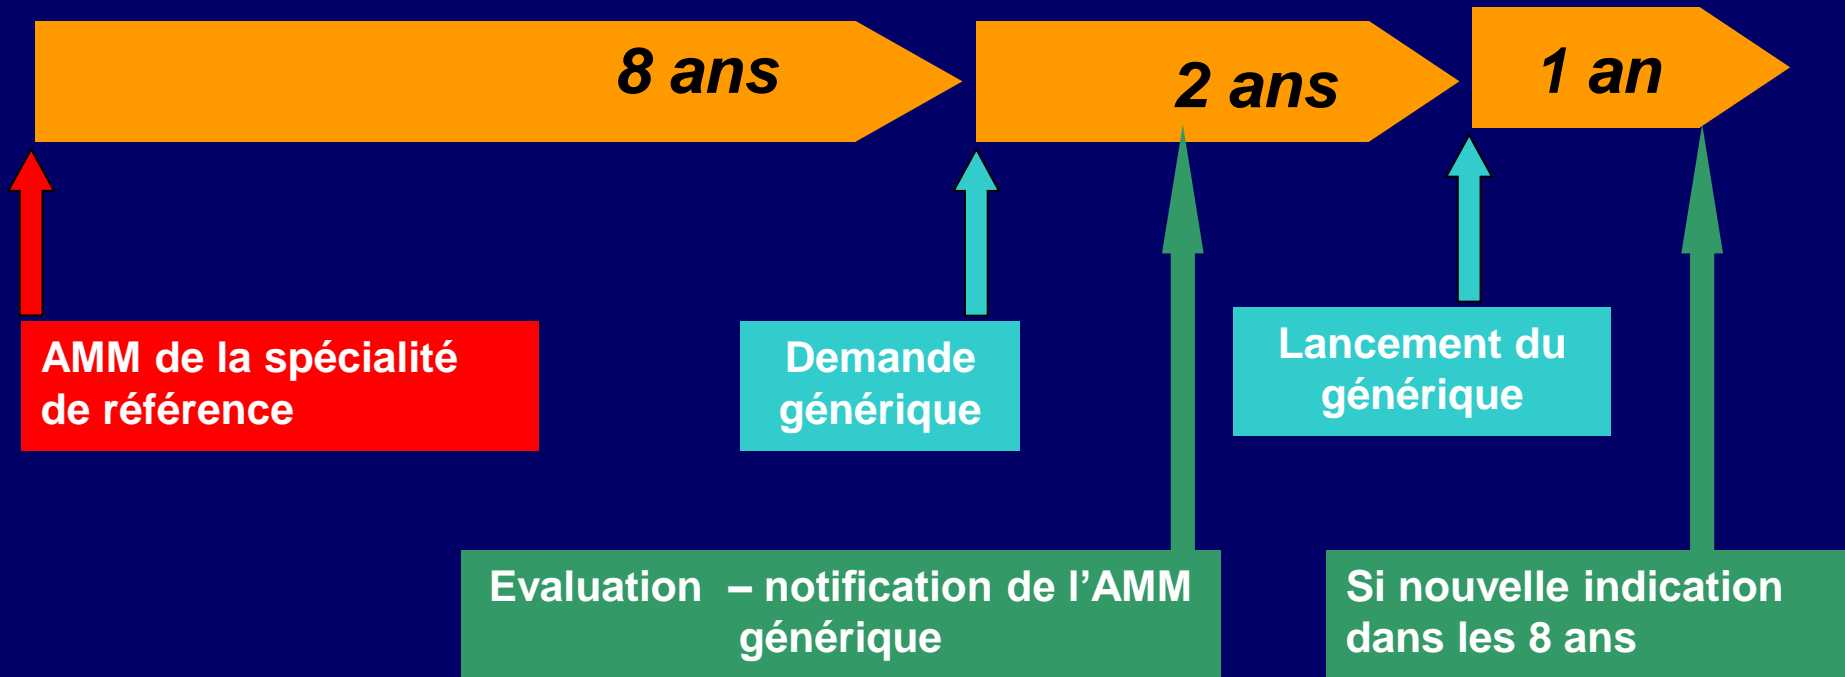 8 ans
2 ans
1 an
AMM de la spécialité
de référence
Demande
générique
Lancement du
générique
Evaluation – notification de l’AMM
générique
Si nouvelle indication
dans les 8 ans